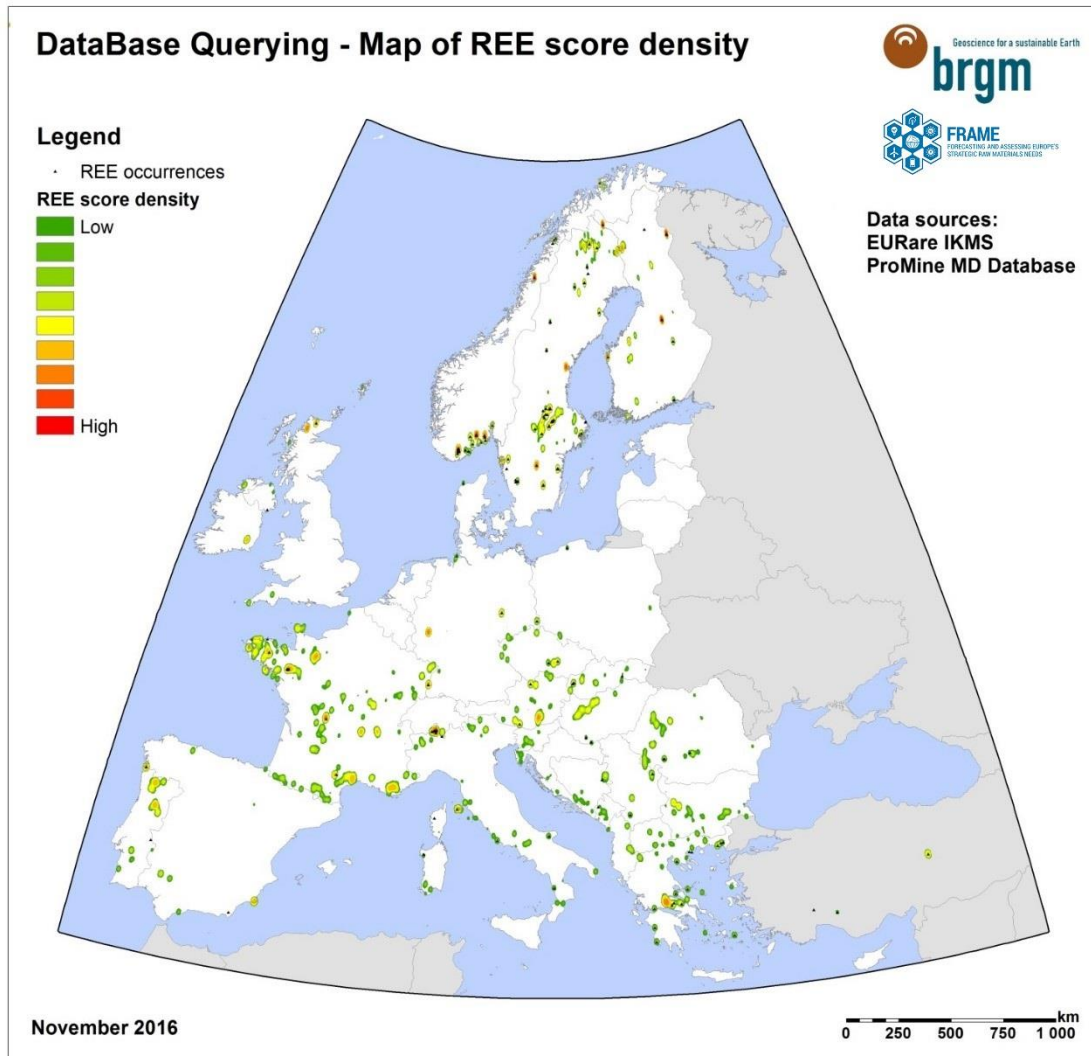 DataBase Querying - Map of REE score density
Geoscience for a sustainable Earth
brgm
FRAME
FORECASTING AND ASSESSING EUROPE'S
STRATEGIC RAW MATERIALS NEEDS
Legend
REE occurrences
REE score density
Low
High
Data sources:
EURare IKMS
ProMine MD Database
November 2016
km
0 250 500 750 1 000